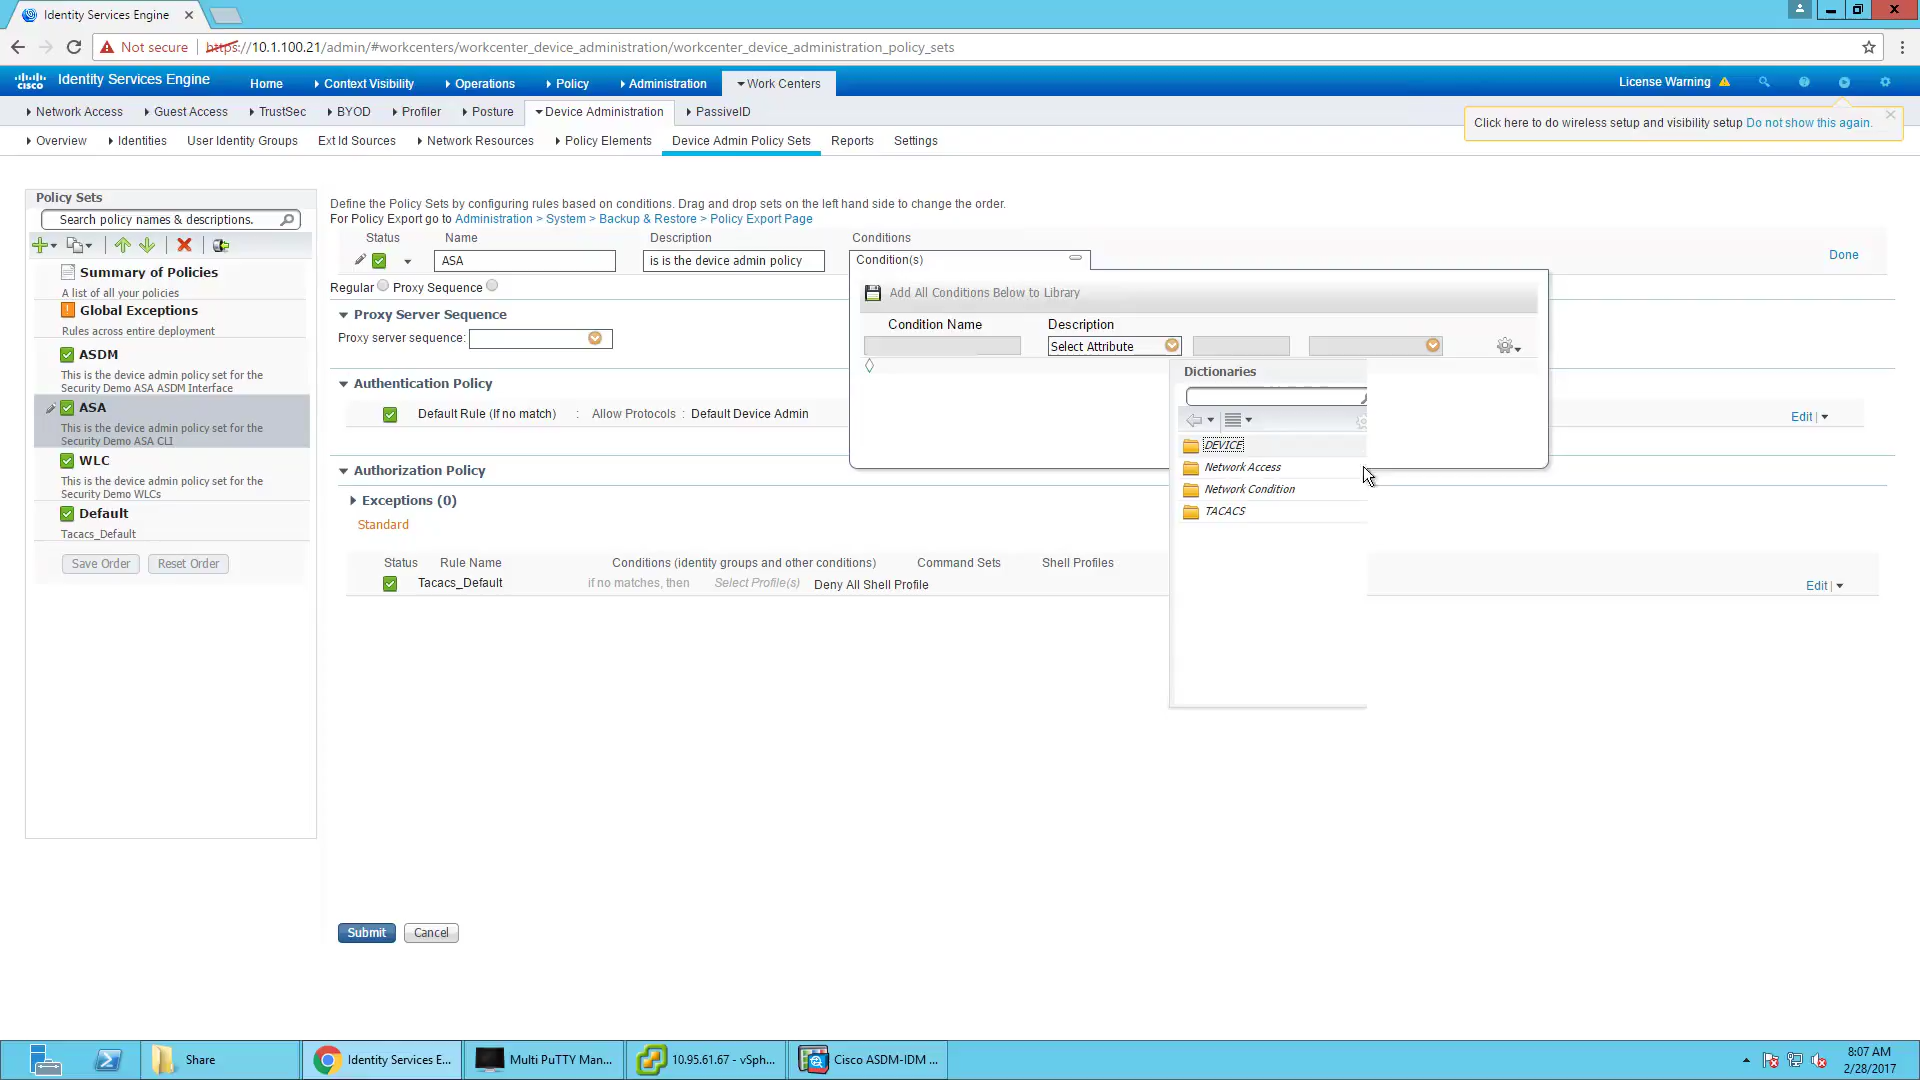 Identity Services Engine
Not secure https://10.1.100.21/admin/#workcenters/workcenter_device_administration/workcenter_device_administration_policy_sets
CISCO Identity Services Engine Home Context Visibility Operations Policy Administration Work Centers License Warning
Network Access Guest Access TrustSec BYOD Profiler Posture Device Administration PassiveID
Click here to do wireless setup and visibility setup Do not show this again.
Overview Identities User Identity Groups Ext Id Sources Network Resources Policy Elements Device Admin Policy Sets Reports Settings
Policy Sets
Search policy names & descriptions.
Summary of Policies
A list of all your policies
Global Exceptions
Rules across entire deployment
ASDM
This is the device admin policy set for the
Security Demo ASA ASDM Interface
ASA
This is the device admin policy set for the
Security Demo ASA CLI
WLC
This is the device admin policy set for the
Security Demo WLCs
Default
Tacacs_Default
Save Order Reset Order
Define the Policy Sets by configuring rules based on conditions. Drag and drop sets on the left hand side to change the order.
For Policy Export go to Administration > System > Backup & Restore > Policy Export Page
Status Name Description Conditions
ASA is is the device admin policy Condition(s) Done
Regular Proxy Sequence
Add All Conditions Below to Library
Proxy Server Sequence
Proxy server sequence:
Condition Name Description
Select Attribute
Dictionaries
DEVICE
Network Access
Network Condition
TACACS
Authentication Policy
Default Rule (If no match) : Allow Protocols : Default Device Admin Edit |
Authorization Policy
Exceptions (0)
Standard
Status Rule Name Conditions (identity groups and other conditions) Command Sets Shell Profiles
Tacacs_Default if no matches, then Select Profile(s) Deny All Shell Profile Edit |
Submit Cancel
Share Identity Services E... Multi PuTTY Man... 10.95.61.67 - vSph... Cisco ASDM-IDM ...
8:07 AM
2/28/2017